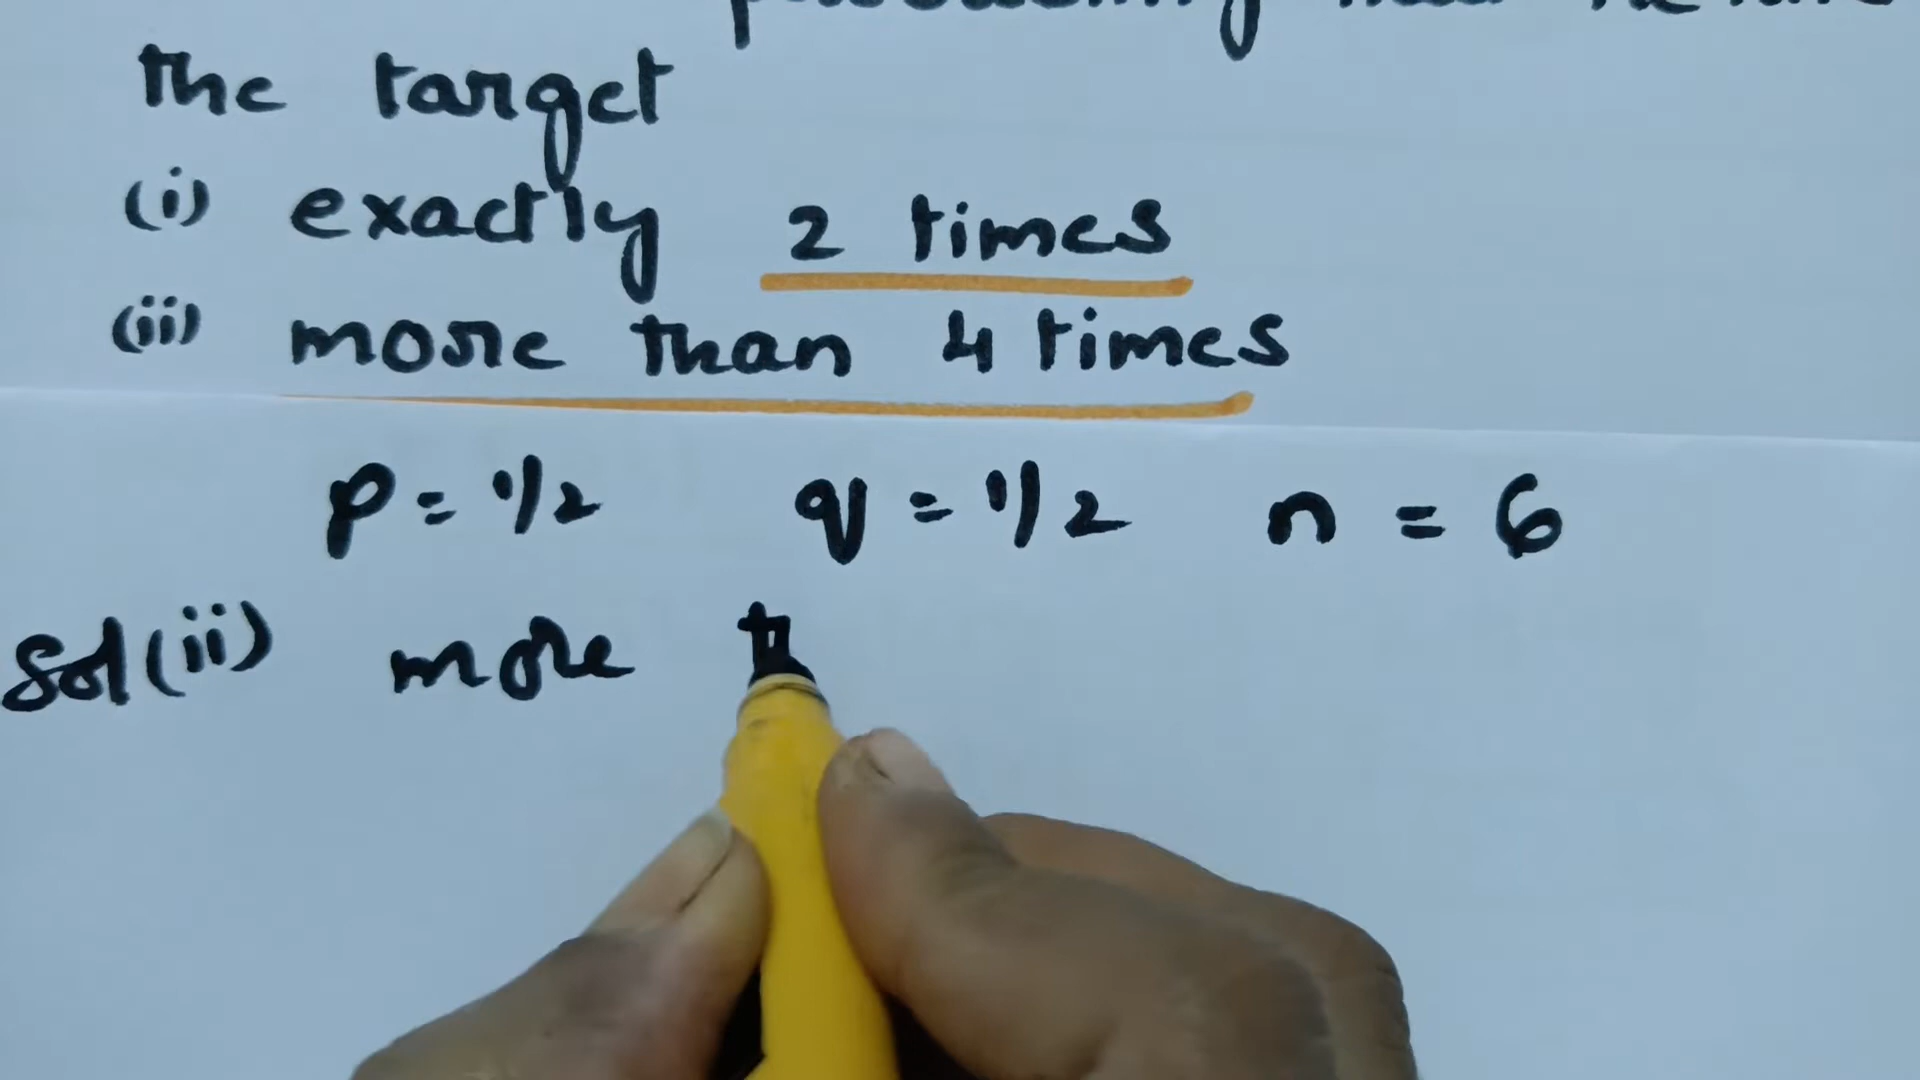 the target
(i) exactly 2 times
(ii) more than 4 times
p = 1/2 q = 1/2 n = 6
Sol (ii) more